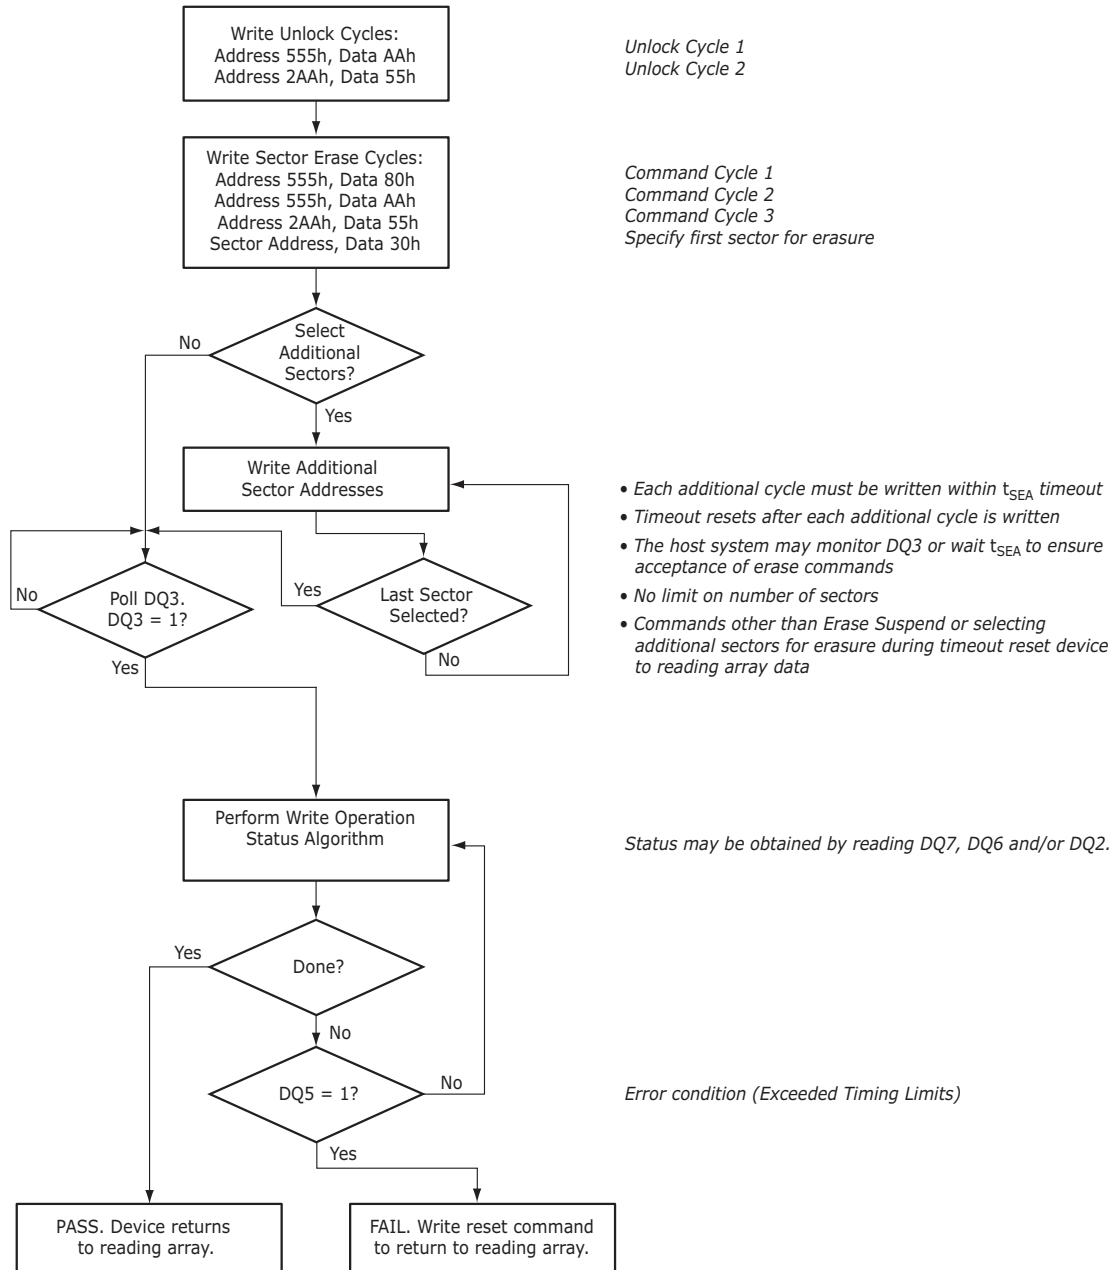 Write Unlock Cycles:
Address 555h, Data AAh
Address 2AAh, Data 55h
Unlock Cycle 1
Unlock Cycle 2
Write Sector Erase Cycles:
Address 555h, Data 80h
Address 555h, Data AAh
Address 2AAh, Data 55h
Sector Address, Data 30h
Command Cycle 1
Command Cycle 2
Command Cycle 3
Specify first sector for erasure
Select
Additional
Sectors?
No
Yes
Write Additional
Sector Addresses
• Each additional cycle must be written within tSEA timeout
• Timeout resets after each additional cycle is written
• The host system may monitor DQ3 or wait tSEA to ensure
acceptance of erase commands
• No limit on number of sectors
• Commands other than Erase Suspend or selecting
additional sectors for erasure during timeout reset device
to reading array data
No
Poll DQ3.
DQ3 = 1?
Yes
Yes
Last Sector
Selected?
No
Perform Write Operation
Status Algorithm
Status may be obtained by reading DQ7, DQ6 and/or DQ2.
Yes
Done?
No
DQ5 = 1?
No
Error condition (Exceeded Timing Limits)
Yes
PASS. Device returns
to reading array.
FAIL. Write reset command
to return to reading array.